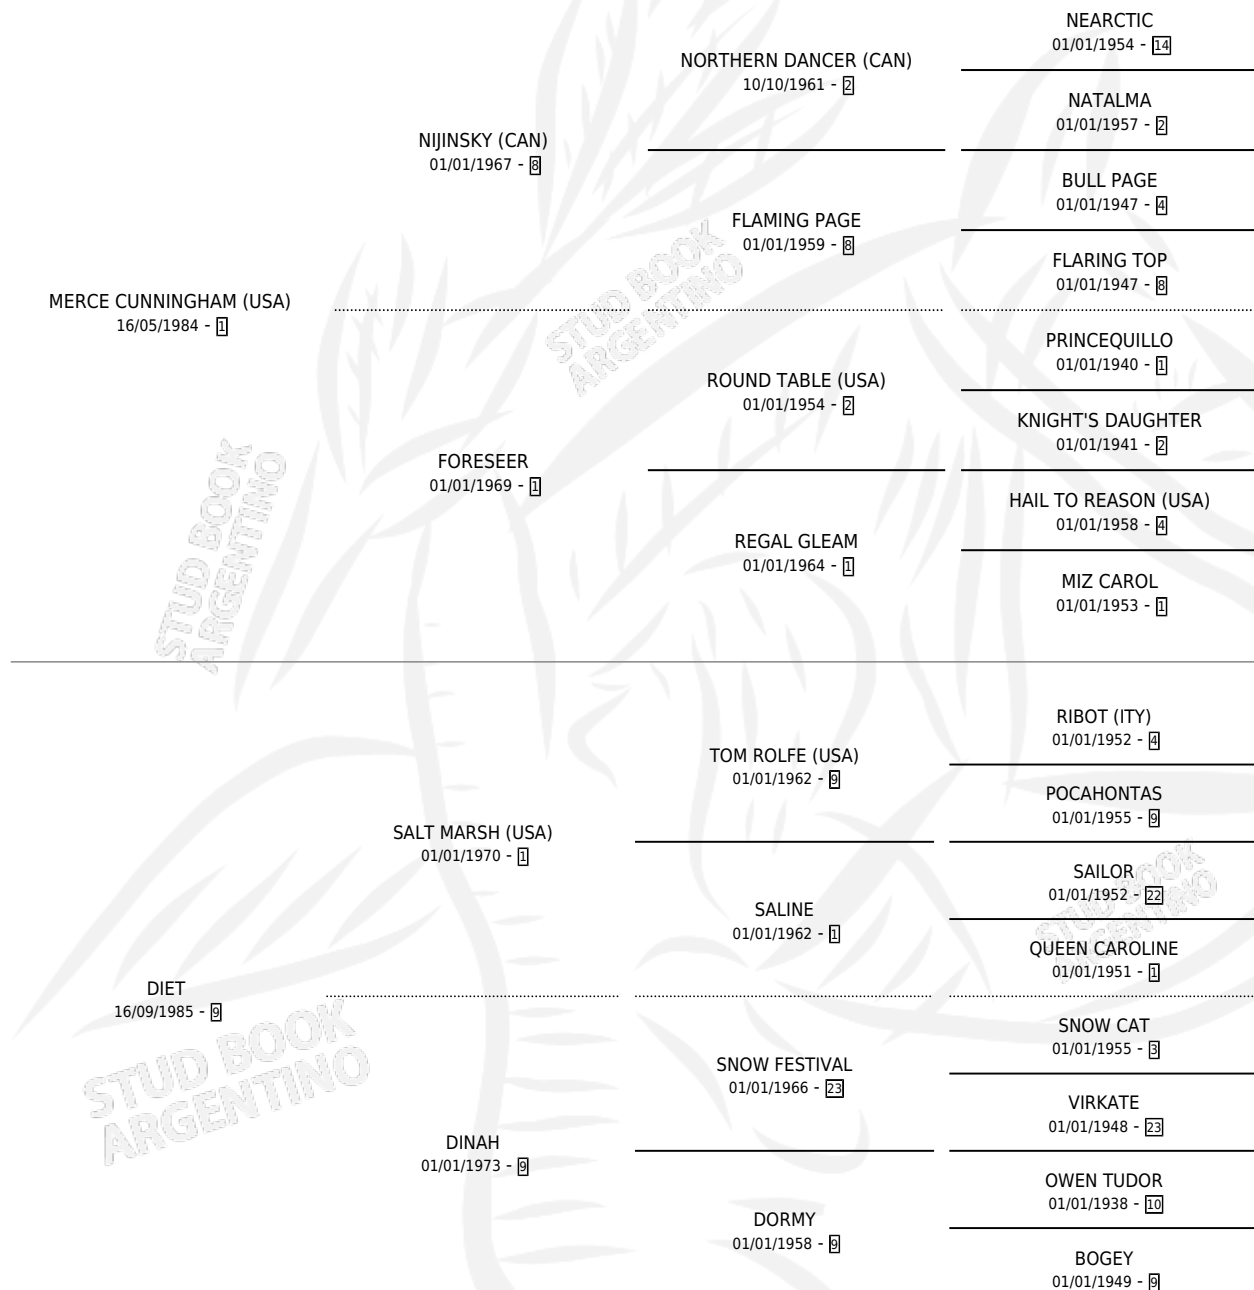 NEARCTIC
01/01/1954 - 14
NORTHERN DANCER (CAN)
10/10/1961 - 2
NATALMA
01/01/1957 - 2
NIJINSKY (CAN)
01/01/1967 - 8
BULL PAGE
01/01/1947 - 4
FLAMING PAGE
01/01/1959 - 8
FLARING TOP
01/01/1947 - 8
MERCE CUNNINGHAM (USA)
16/05/1984 - 1
PRINCEQUILLO
01/01/1940 - 1
ROUND TABLE (USA)
01/01/1954 - 2
KNIGHT'S DAUGHTER
01/01/1941 - 2
FORESEER
01/01/1969 - 1
HAIL TO REASON (USA)
01/01/1958 - 4
REGAL GLEAM
01/01/1964 - 1
MIZ CAROL
01/01/1953 - 1
RIBOT (ITY)
01/01/1952 - 4
TOM ROLFE (USA)
01/01/1962 - 9
POCAHONTAS
01/01/1955 - 9
SALT MARSH (USA)
01/01/1970 - 1
SAILOR
01/01/1952 - 22
SALINE
01/01/1962 - 1
QUEEN CAROLINE
01/01/1951 - 1
DIET
16/09/1985 - 9
SNOW CAT
01/01/1955 - 3
SNOW FESTIVAL
01/01/1966 - 23
VIRKATE
01/01/1948 - 23
DINAH
01/01/1973 - 9
OWEN TUDOR
01/01/1938 - 10
DORMY
01/01/1958 - 9
BOGEY
01/01/1949 - 9
STUD BOOK
ARGENTINO
STUD BOOK
ARGENTINO
STUD BOOK
ARGENTINO
STUD BOOK
ARGENTINO